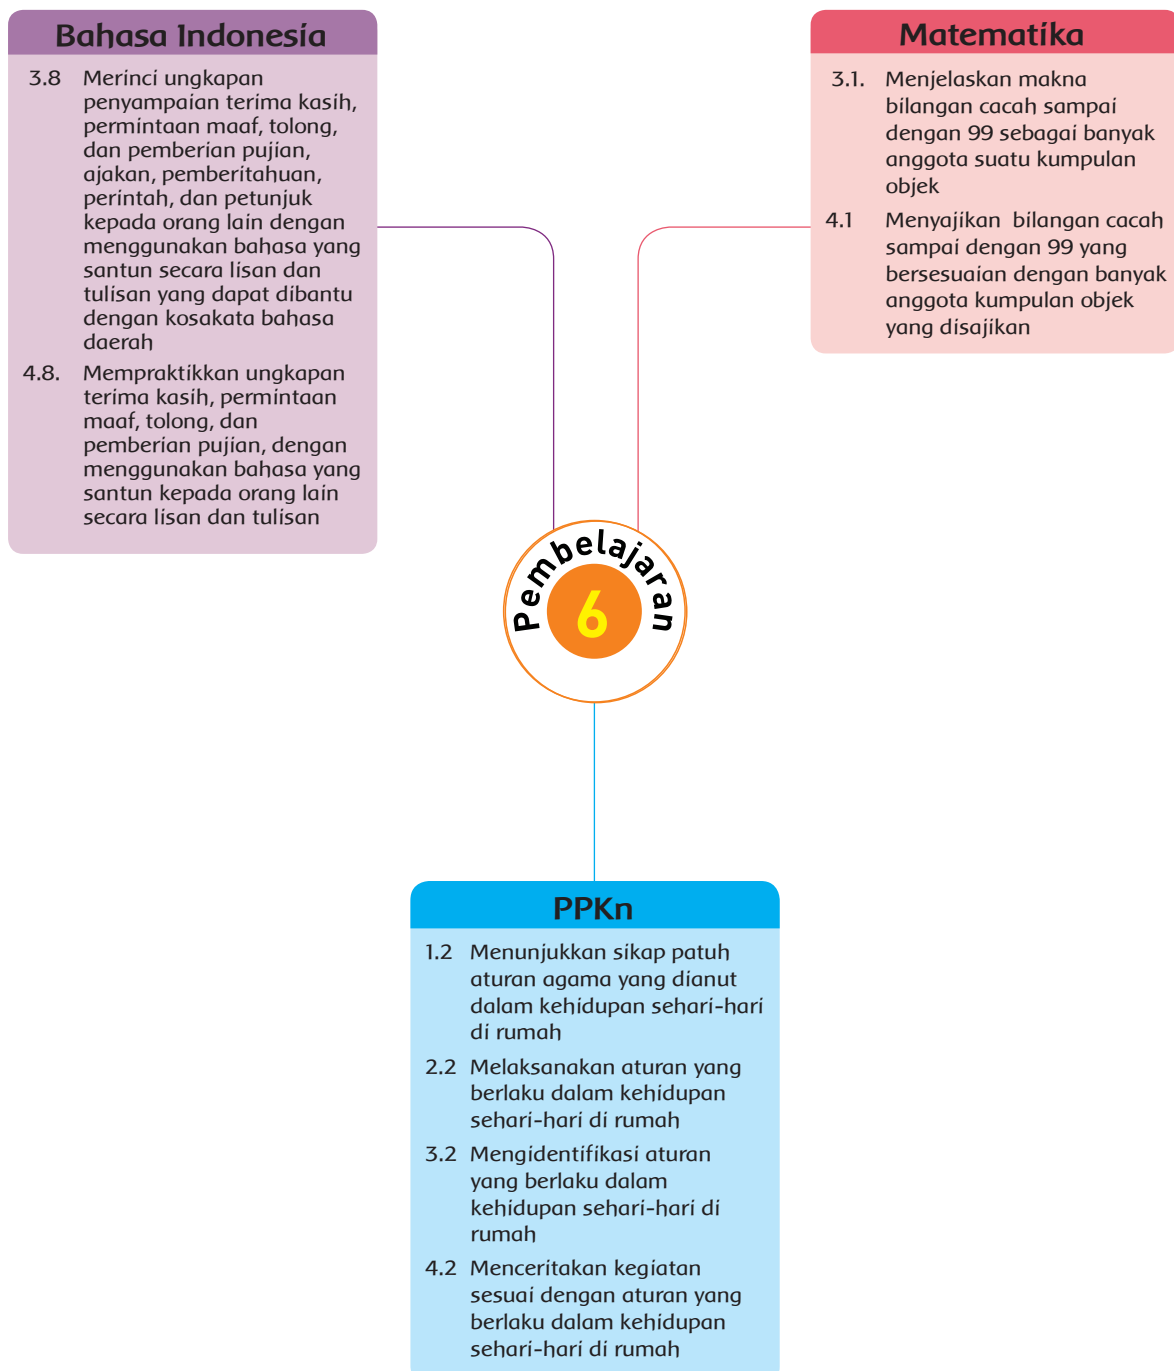 Bahasa Indonesia
3.8 Merinci ungkapan
penyampaian terima kasih,
permintaan maaf, tolong,
dan pemberian pujian,
ajakan, pemberitahuan,
perintah, dan petunjuk
kepada orang lain dengan
menggunakan bahasa yang
santun secara lisan dan
tulisan yang dapat dibantu
dengan kosakata bahasa
daerah
4.8. Mempraktikkan ungkapan
terima kasih, permintaan
maaf, tolong, dan
pemberian pujian, dengan
menggunakan bahasa yang
santun kepada orang lain
secara lisan dan tulisan
Matematika
3.1. Menjelaskan makna
bilangan cacah sampai
dengan 99 sebagai banyak
anggota suatu kumpulan
objek
4.1 Menyajikan bilangan cacah
sampai dengan 99 yang
bersesuaian dengan banyak
anggota kumpulan objek
yang disajikan
Pembelajaran
6
PPKn
1.2 Menunjukkan sikap patuh
aturan agama yang dianut
dalam kehidupan sehari-hari
di rumah
2.2 Melaksanakan aturan yang
berlaku dalam kehidupan
sehari-hari di rumah
3.2 Mengidentifikasi aturan
yang berlaku dalam
kehidupan sehari-hari di
rumah
4.2 Menceritakan kegiatan
sesuai dengan aturan yang
berlaku dalam kehidupan
sehari-hari di rumah